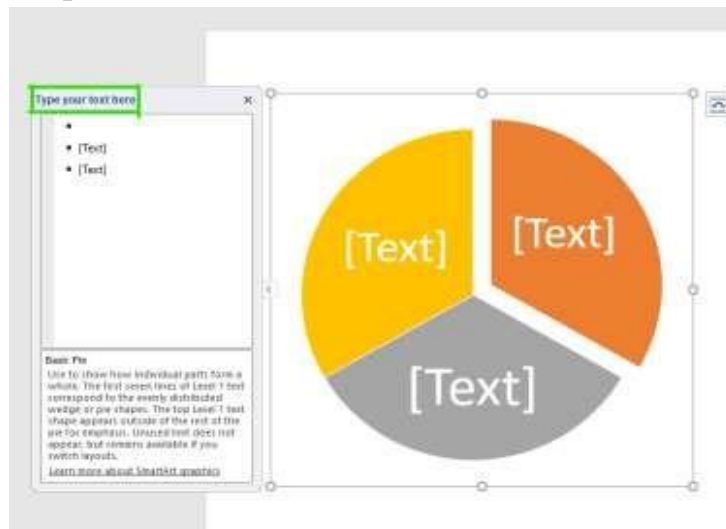 Type your text here
[Text]
[Text]
Basic Pie
Use to show how individual parts form a
whole. The first seven lines of Level 1 text
correspond to the evenly distributed
wedge or pie shapes. The top Level 1 text
shape appears outside of the rest of the
pie for emphasis. Unused text does not
appear, but remains available if you
switch layouts.
Learn more about SmartArt graphics
[Text]
[Text]
[Text]